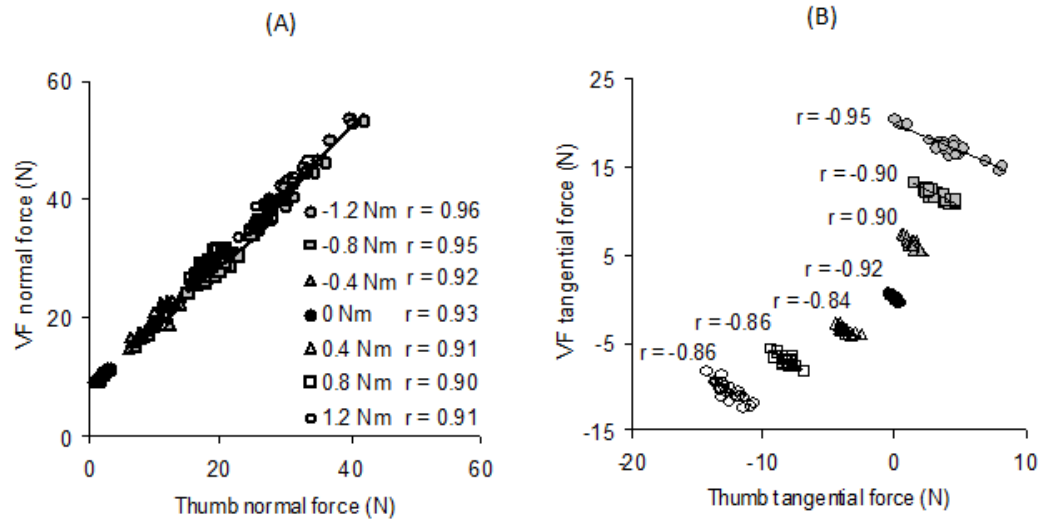 (A)
60
40
20
0
0 20 40 60
VF normal force (N)
Thumb normal force (N)
-1.2 Nm r = 0.96
-0.8 Nm r = 0.95
-0.4 Nm r = 0.92
0 Nm r = 0.93
0.4 Nm r = 0.91
0.8 Nm r = 0.90
1.2 Nm r = 0.91
(B)
25
15
5
-5
-15
-20 -10 0 10
VF tangential force (N)
Thumb tangential force (N)
r = -0.95
r = -0.90
r = 0.90
r = -0.92
r = -0.84
r = -0.86
r = -0.86